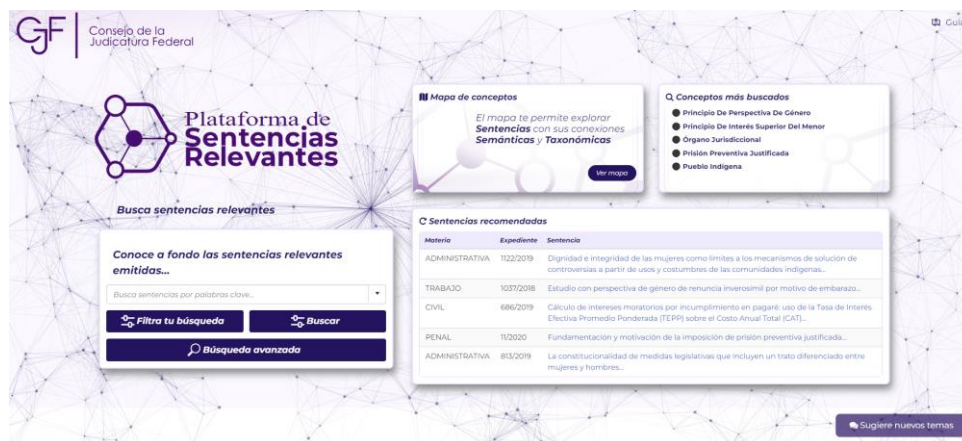 CJF
Consejo de la
Judicatura Federal
Plataforma de
Sentencias
Relevantes
Busca sentencias relevantes
Conoce a fondo las sentencias relevantes
emitidas...
Busca sentencias por palabras clave...
Filtra tu búsqueda
Buscar
Búsqueda avanzada
Mapa de conceptos
El mapa te permite explorar
Sentencias con sus conexiones
Semánticas y Taxonómicas
Ver mapa
Conceptos más buscados
Principio De Perspectiva De Género
Principio De Interés Superior Del Menor
Órgano Jurisdiccional
Prisión Preventiva Justificada
Pueblo Indígena
Sentencias recomendadas
Materia Expediente Sentencia
ADMINISTRATIVA 1122/2019 Dignidad e integridad de las mujeres como límites a los mecanismos de solución de
controversias a partir de usos y costumbres de las comunidades indígenas...
TRABAJO 1037/2018 Estudio con perspectiva de género de renuncia inverosímil por motivo de embarazo...
CIVIL 686/2019 Cálculo de intereses moratorios por incumplimiento en pagaré: uso de la Tasa de Interés
Efectiva Promedio Ponderada (TEPP) sobre el Costo Anual Total (CAT)...
PENAL 11/2020 Fundamentación y motivación de la imposición de prisión preventiva justificada...
ADMINISTRATIVA 813/2019 La constitucionalidad de medidas legislativas que incluyen un trato diferenciado entre
mujeres y hombres...
Sugiere nuevos temas